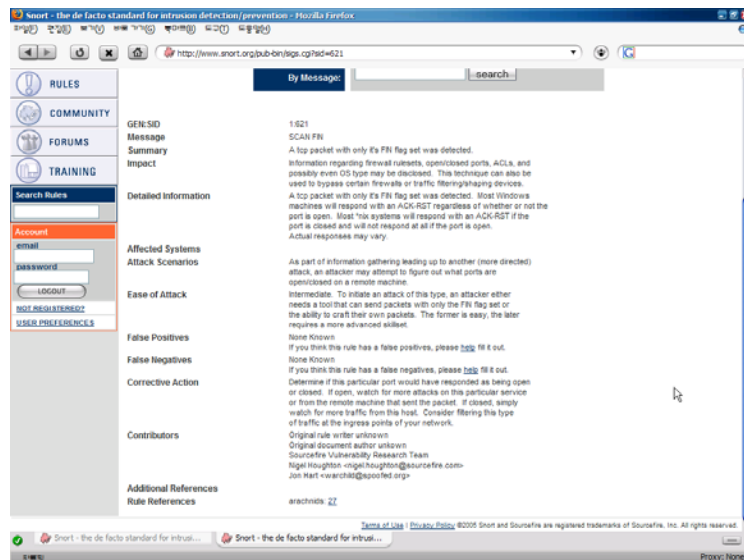 Snort - the de facto standard for intrusion detection/prevention - Mozilla Firefox
http://www.snort.org/pub-bin/sigs.cgi?sid=621
RULES
COMMUNITY
FORUMS
TRAINING
Search Rules
Account
email
password
LOGOUT
NOT REGISTERED?
USER PREFERENCES
By Message:
search
GEN:SID 1:621
Message SCAN FIN
Summary A tcp packet with only it's FIN flag set was detected.
Impact Information regarding firewall rulesets, open/closed ports, ACLs, and
possibly even OS type may be disclosed. This technique can also be
used to bypass certain firewalls or traffic filtering/shaping devices.
Detailed Information A tcp packet with only it's FIN flag set was detected. Most Windows
machines will respond with an ACK-RST regardless of whether or not the
port is open. Most *nix systems will respond with an ACK-RST if the
port is closed and will not respond at all if the port is open.
Actual responses may vary.
Affected Systems
Attack Scenarios As part of information gathering leading up to another (more directed)
attack, an attacker may attempt to figure out what ports are
open/closed on a remote machine.
Ease of Attack Intermediate. To initiate an attack of this type, an attacker either
needs a tool that can send packets with only the FIN flag set or
the ability to craft their own packets. The former is easy, the later
requires a more advanced skillset.
False Positives None Known
If you think this rule has a false positives, please help fill it out.
False Negatives None Known
If you think this rule has a false negatives, please help fill it out.
Corrective Action Determine if this particular port would have responded as being open
or closed. If open, watch for more attacks on this particular service
or from the remote machine that sent the packet. If closed, simply
watch for more traffic from this host. Consider filtering this type
of traffic at the ingress points of your network.
Contributors Original rule writer unknown
Original document author unkown
Sourcefire Vulnerability Research Team
Nigel Houghton <nigel.houghton@sourcefire.com>
Jon Hart <warchild@spoofed.org>
Additional References
Rule References arachnids: 27
Terms of Use | Privacy Policy ©2005 Snort and Sourcefire are registered trademarks of Sourcefire, Inc. All rights reserved.
Snort - the de facto standard for intrusi...
Snort - the de facto standard for intrusi...
Proxy: None